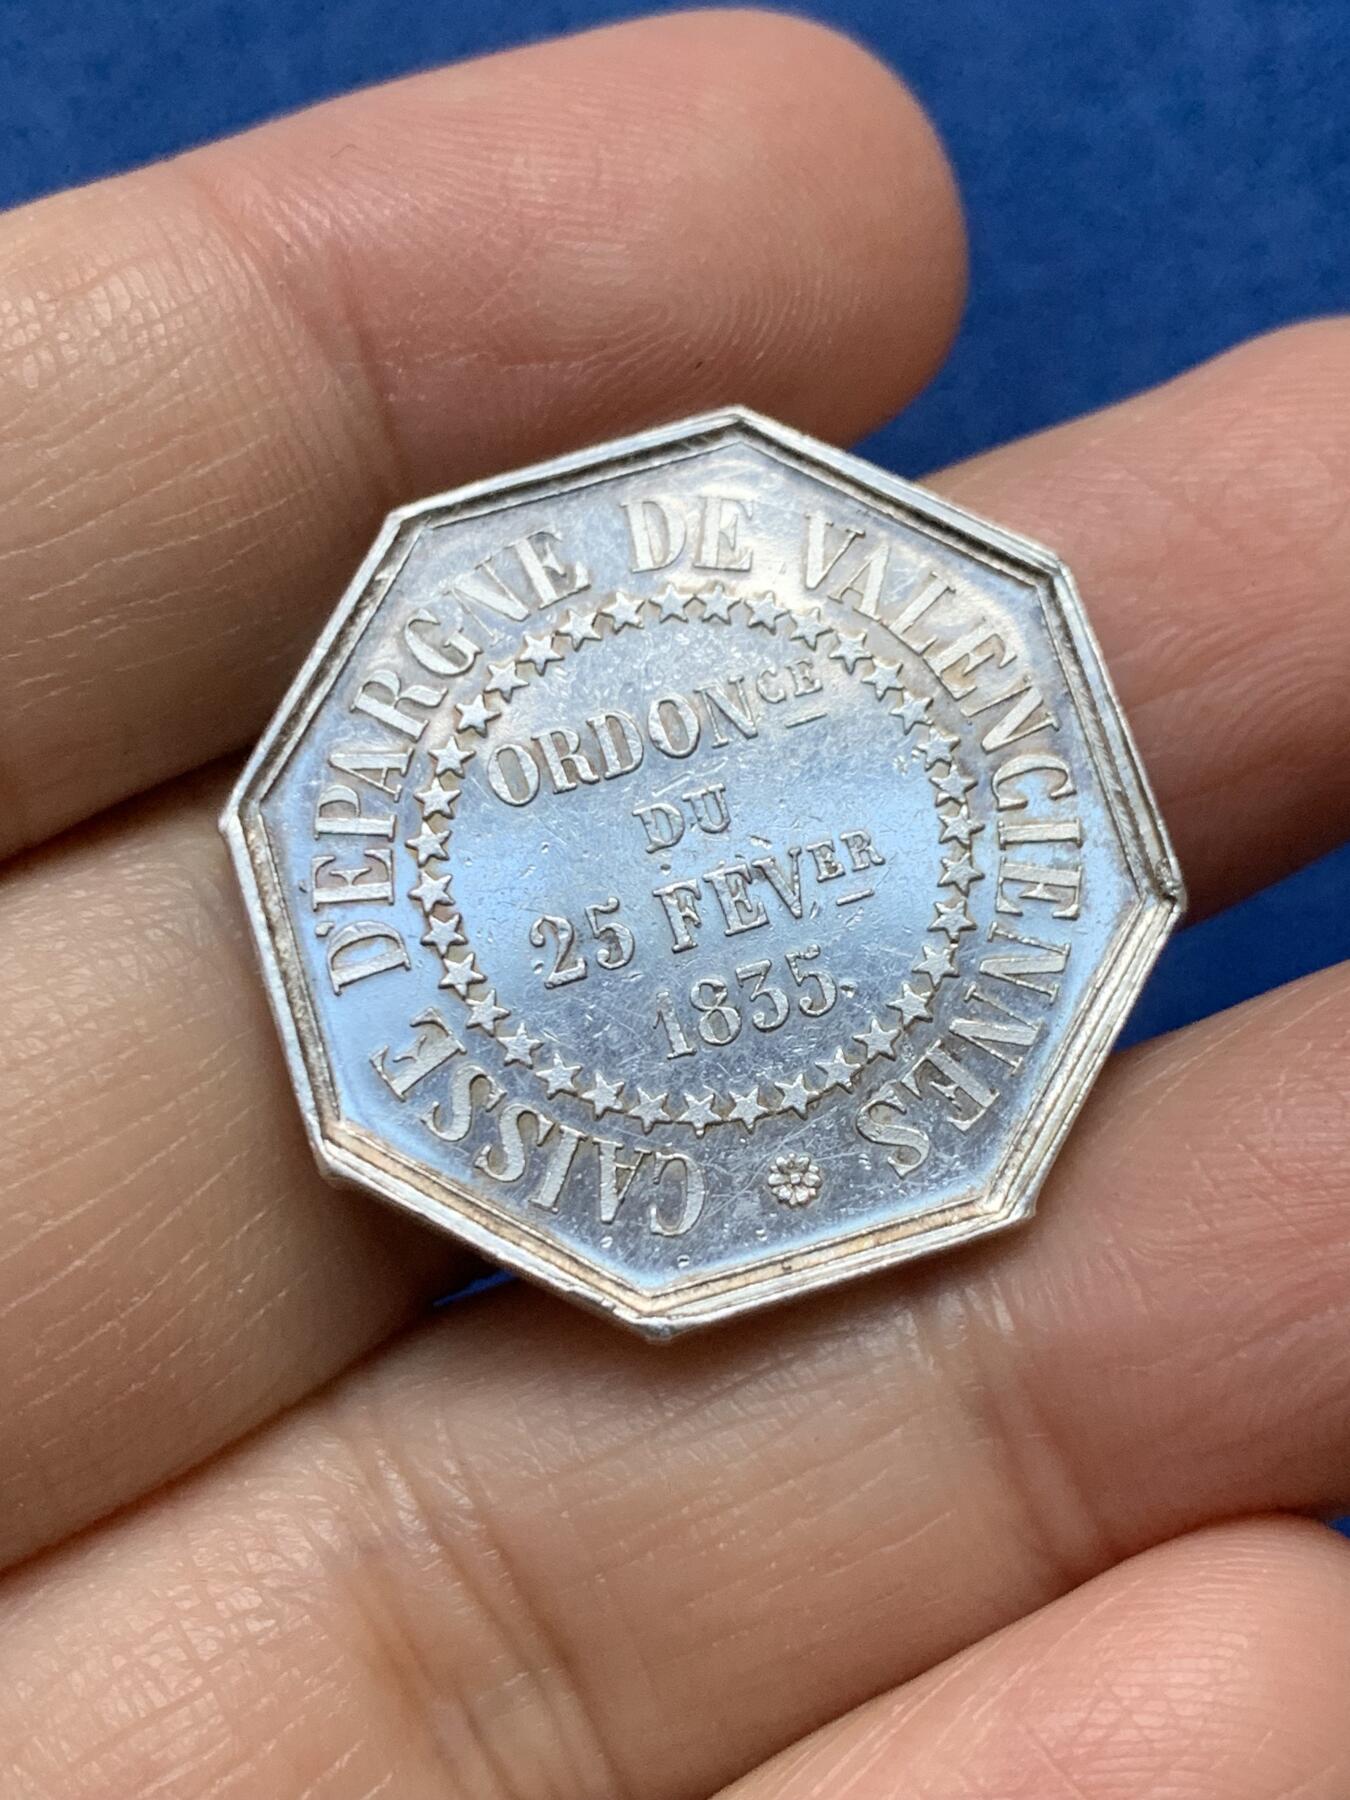 CAISSE D'EPARGNE DE VALENCIENNES
ORDONCE
DU
25 FEVER
1835.